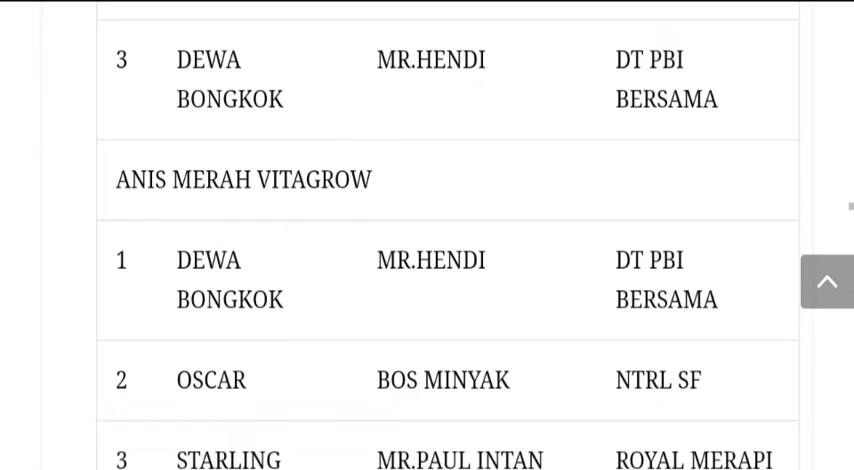 3 DEWA MR.HENDI DT PBI
BONGKOK BERSAMA
ANIS MERAH VITAGROW
1 DEWA MR.HENDI DT PBI
BONGKOK BERSAMA
2 OSCAR BOS MINYAK NTRL SF
3 STARLING MR.PAUL INTAN ROYAL MERAPI